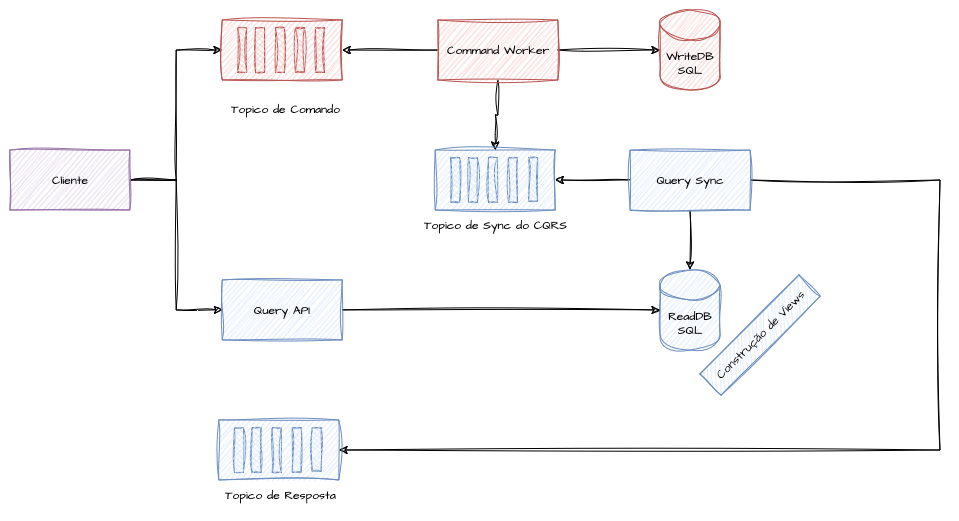 Command Worker
WriteDB
SQL
Topico de Comando
Cliente
Query Sync
Topico de Sync do CQRS
Query API
ReadDB
SQL
Construção de Views
Topico de Resposta